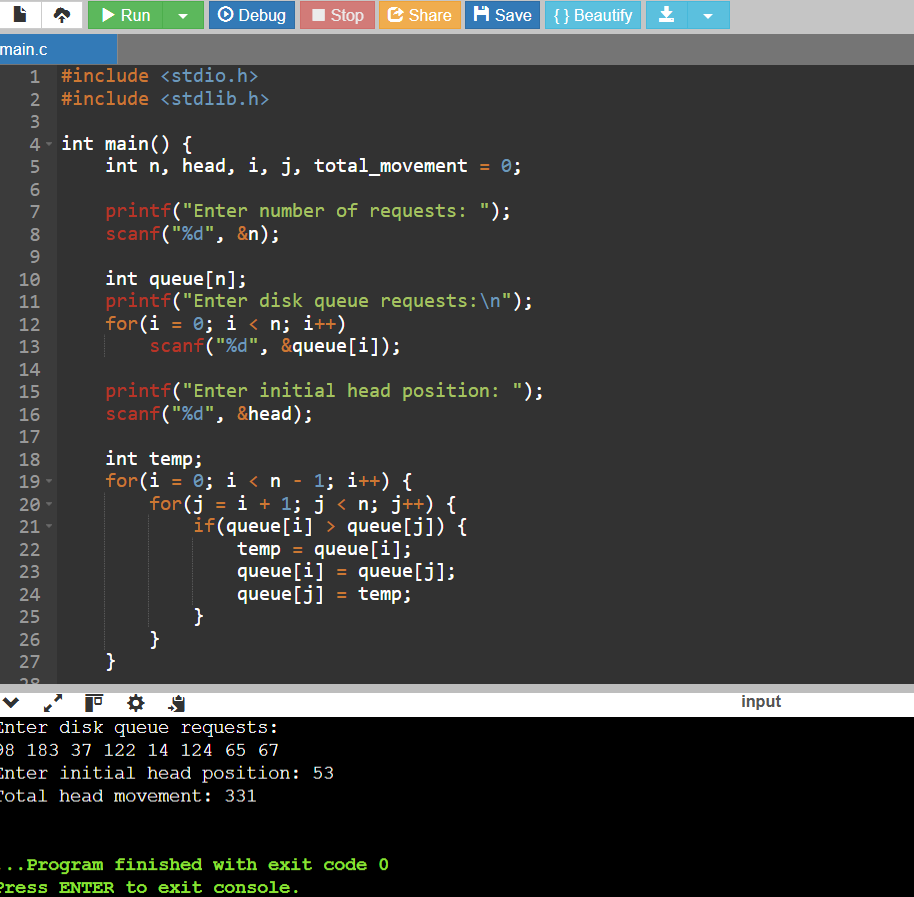 Run Debug Stop Share Save { } Beautify
main.c
1 #include <stdio.h>
2 #include <stdlib.h>
3
4 int main() {
5     int n, head, i, j, total_movement = 0;
6
7     printf("Enter number of requests: ");
8     scanf("%d", &n);
9
10     int queue[n];
11     printf("Enter disk queue requests:\n");
12     for(i = 0; i < n; i++)
13         scanf("%d", &queue[i]);
14
15     printf("Enter initial head position: ");
16     scanf("%d", &head);
17
18     int temp;
19     for(i = 0; i < n - 1; i++) {
20         for(j = i + 1; j < n; j++) {
21             if(queue[i] > queue[j]) {
22                 temp = queue[i];
23                 queue[i] = queue[j];
24                 queue[j] = temp;
25             }
26         }
27     }
28
input
Enter disk queue requests:
98 183 37 122 14 124 65 67
Enter initial head position: 53
Total head movement: 331
...Program finished with exit code 0
Press ENTER to exit console.